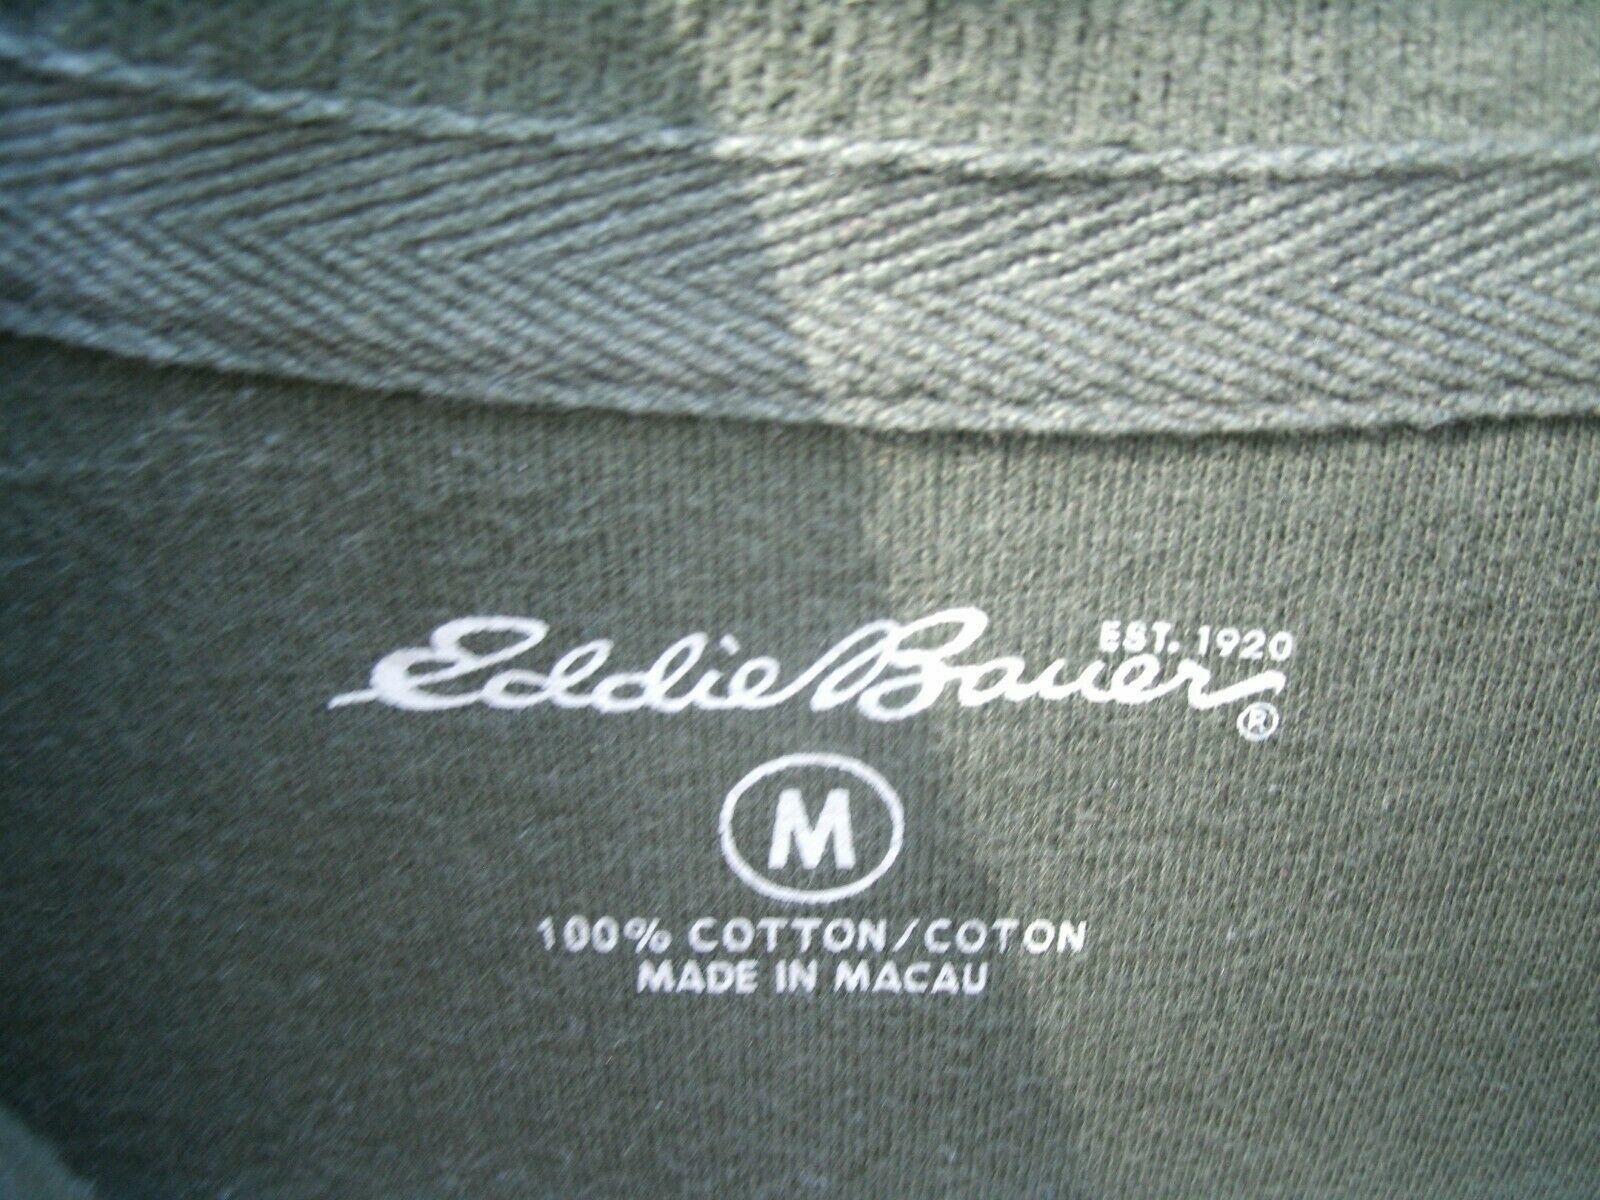 Eddie Bauer
EST. 1920
®
M
100% COTTON/COTON
MADE IN MACAU